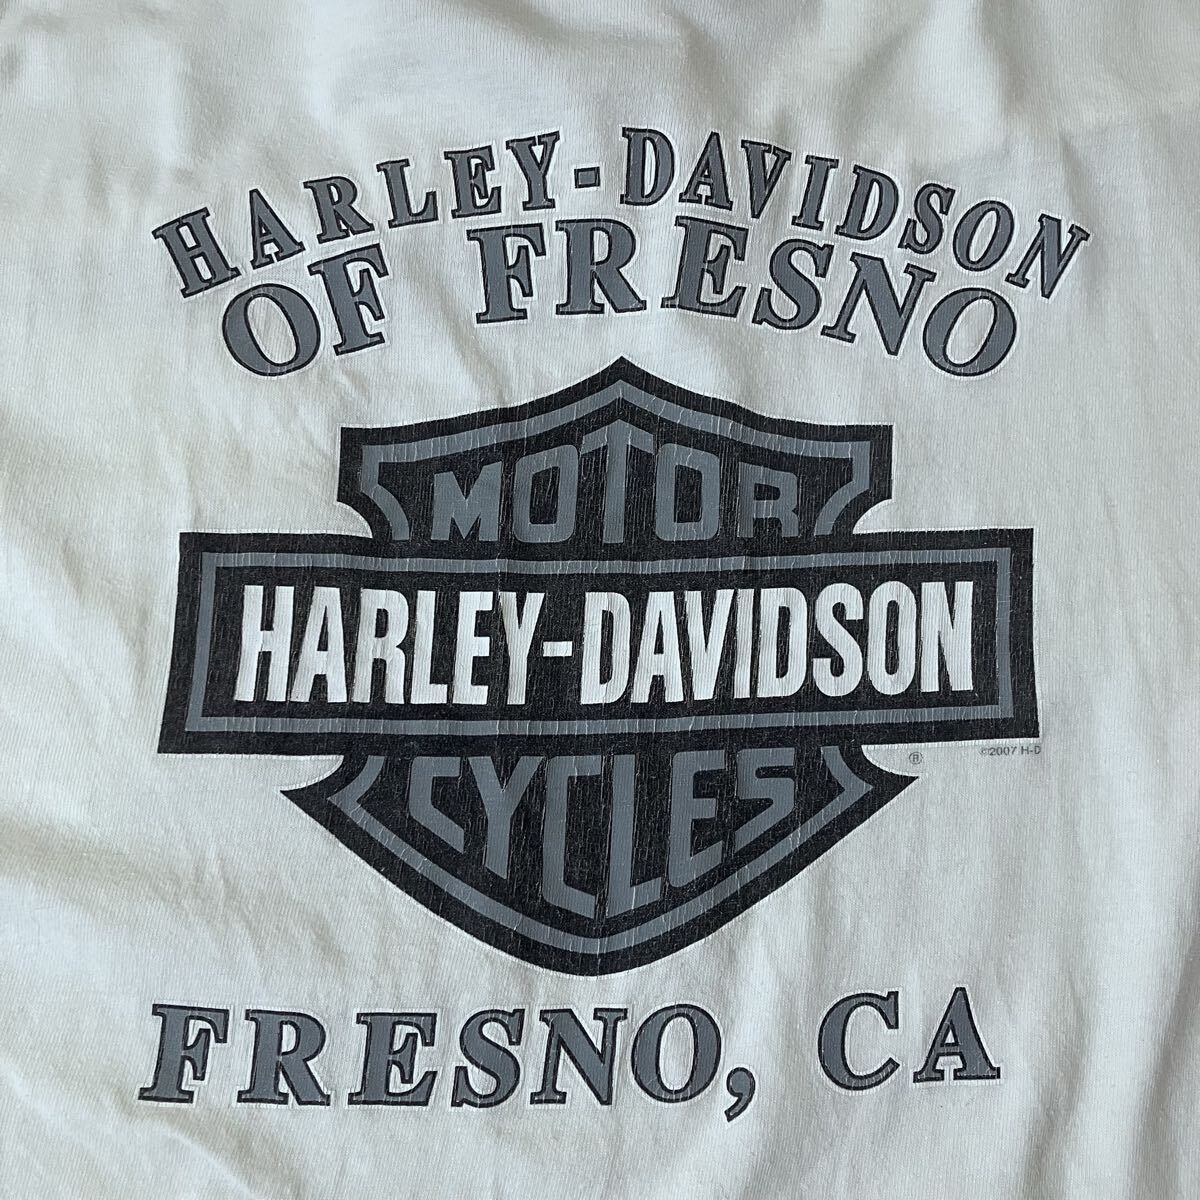 HARLEY-DAVIDSON
OF FRESNO
MOTOR
HARLEY-DAVIDSON
CYCLES
® ©2007 H-D
FRESNO, CA